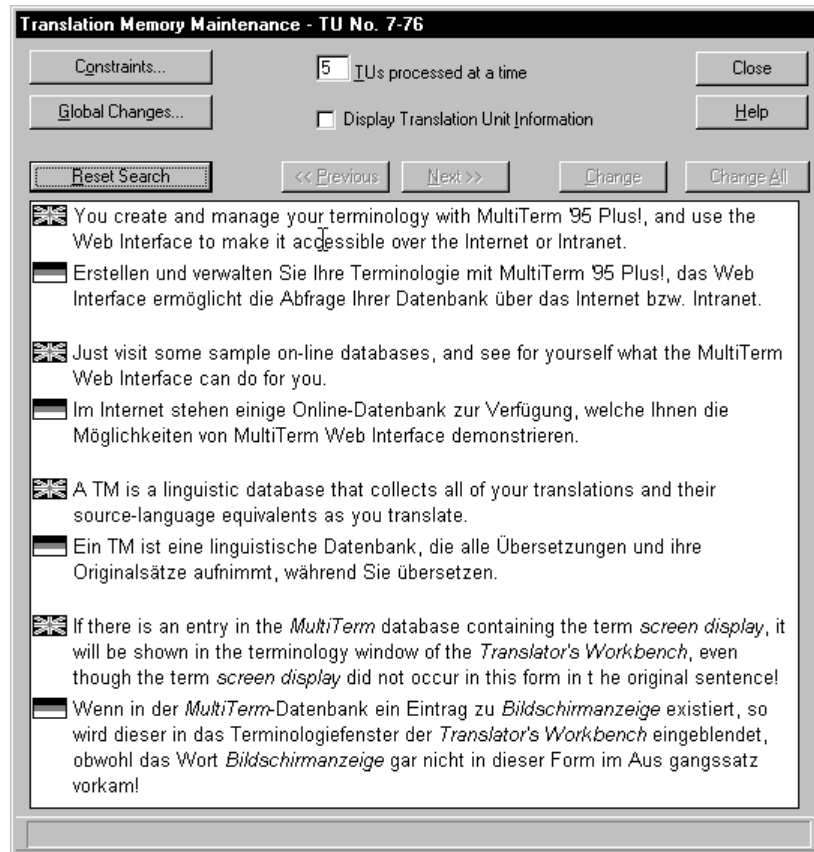 Translation Memory Maintenance - TU No. 7-76
Constraints...
5 TUs processed at a time
Close
Global Changes...
Display Translation Unit Information
Help
Reset Search
<< Previous
Next >>
Change
Change All
You create and manage your terminology with MultiTerm '95 Plus!, and use the
Web Interface to make it accessible over the Internet or Intranet.
Erstellen und verwalten Sie Ihre Terminologie mit MultiTerm '95 Plus!, das Web
Interface ermöglicht die Abfrage Ihrer Datenbank über das Internet bzw. Intranet.
Just visit some sample on-line databases, and see for yourself what the MultiTerm
Web Interface can do for you.
Im Internet stehen einige Online-Datenbank zur Verfügung, welche Ihnen die
Möglichkeiten von MultiTerm Web Interface demonstrieren.
A TM is a linguistic database that collects all of your translations and their
source-language equivalents as you translate.
Ein TM ist eine linguistische Datenbank, die alle Übersetzungen und ihre
Originalsätze aufnimmt, während Sie übersetzen.
If there is an entry in the MultiTerm database containing the term screen display, it
will be shown in the terminology window of the Translator's Workbench, even
though the term screen display did not occur in this form in t he original sentence!
Wenn in der MultiTerm-Datenbank ein Eintrag zu Bildschirmanzeige existiert, so
wird dieser in das Terminologiefenster der Translator's Workbench eingeblendet,
obwohl das Wort Bildschirmanzeige gar nicht in dieser Form im Aus gangssatz
vorkam!